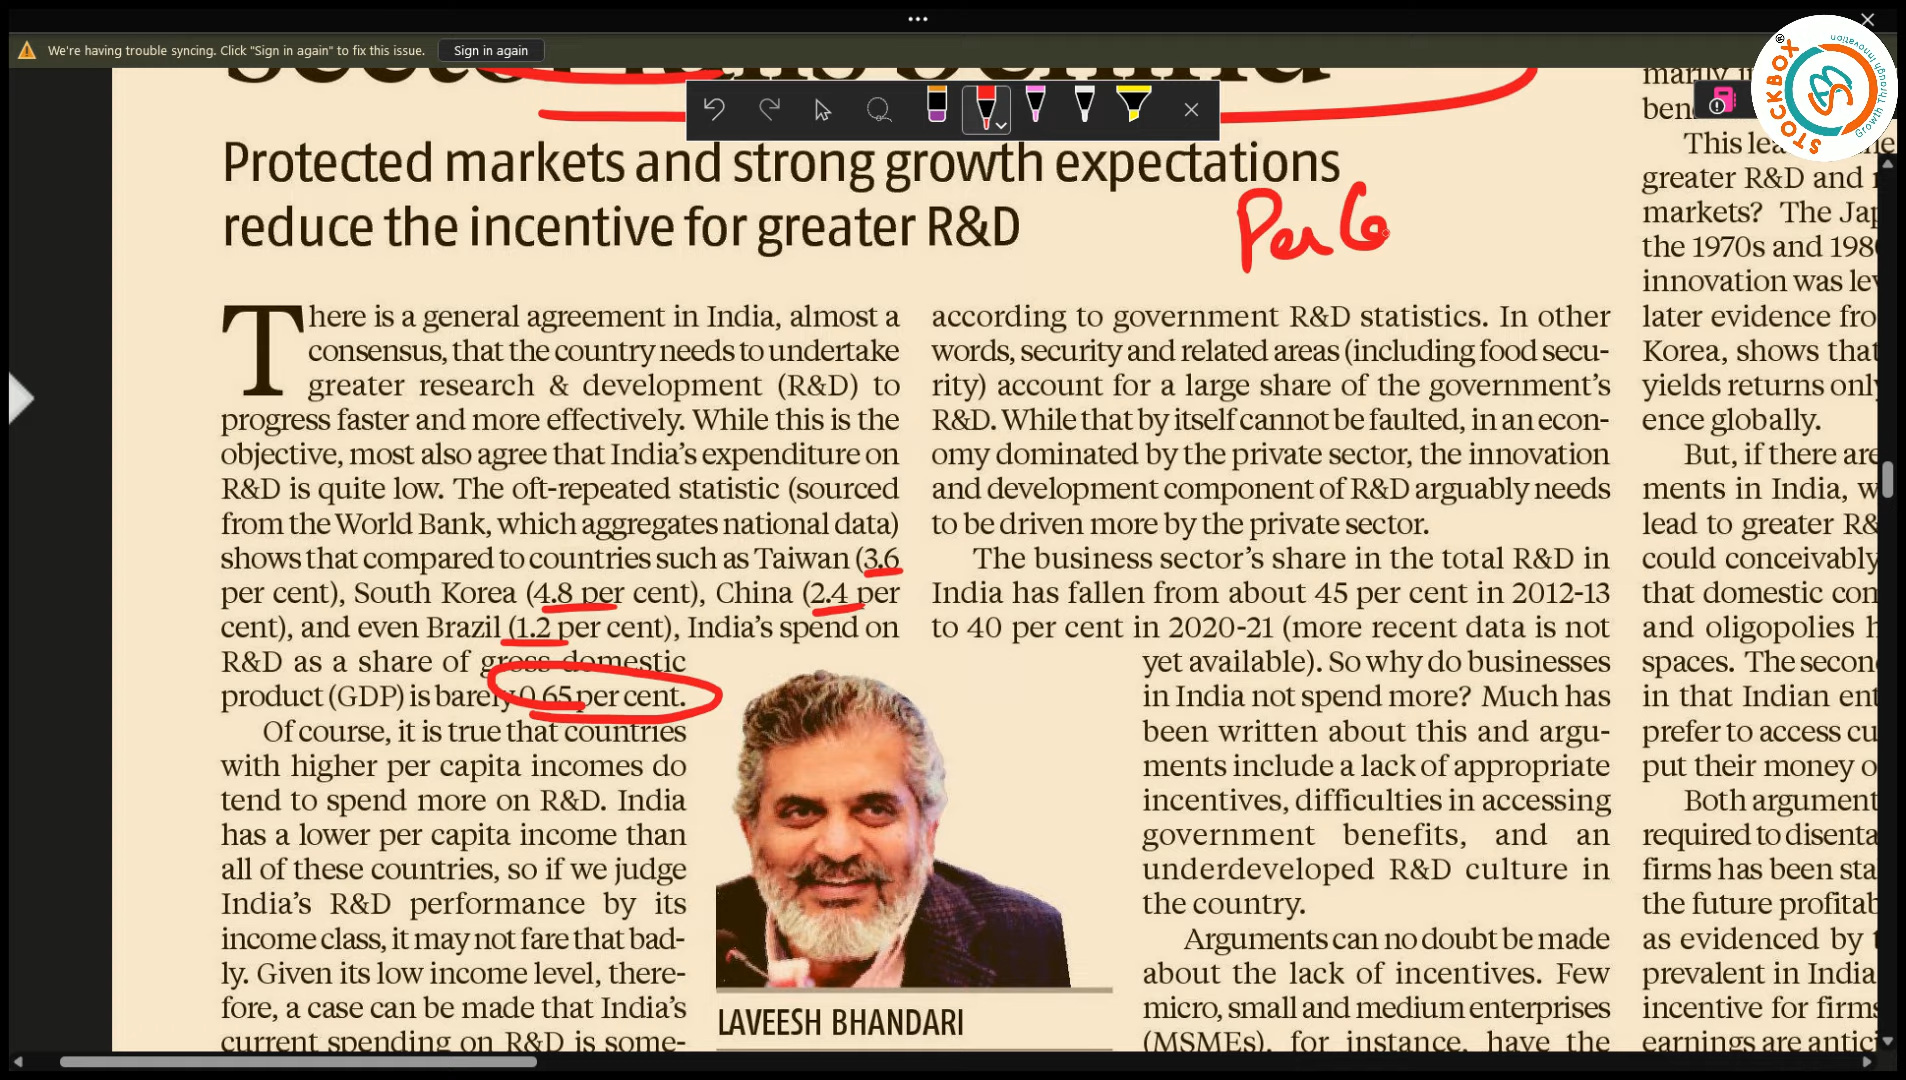 We're having trouble syncing. Click "Sign in again" to fix this issue.
Sign in again
STOCKBOX
Growth Through Innovation
behind
Protected markets and strong growth expectations
reduce the incentive for greater R&D
Per
There is a general agreement in India, almost a
consensus, that the country needs to undertake
greater research & development (R&D) to
progress faster and more effectively. While this is the
objective, most also agree that India's expenditure on
R&D is quite low. The oft-repeated statistic (sourced
from the World Bank, which aggregates national data)
shows that compared to countries such as Taiwan (3.6
per cent), South Korea (4.8 per cent), China (2.4 per
cent), and even Brazil (1.2 per cent), India's spend on
R&D as a share of gross domestic
product (GDP) is barely 0.65 per cent.
Of course, it is true that countries
with higher per capita incomes do
tend to spend more on R&D. India
has a lower per capita income than
all of these countries, so if we judge
India's R&D performance by its
income class, it may not fare that bad-
ly. Given its low income level, there-
fore, a case can be made that India's
current spending on R&D is some-
LAVEESH BHANDARI
according to government R&D statistics. In other
words, security and related areas (including food secu-
rity) account for a large share of the government's
R&D. While that by itself cannot be faulted, in an econ-
omy dominated by the private sector, the innovation
and development component of R&D arguably needs
to be driven more by the private sector.
The business sector's share in the total R&D in
India has fallen from about 45 per cent in 2012-13
to 40 per cent in 2020-21 (more recent data is not
yet available). So why do businesses
in India not spend more? Much has
been written about this and argu-
ments include a lack of appropriate
incentives, difficulties in accessing
government benefits, and an
underdeveloped R&D culture in
the country.
Arguments can no doubt be made
about the lack of incentives. Few
micro, small and medium enterprises
(MSMEs), for instance, have the
This
greater R&D and
markets? The
the 1970s and
innovation was
later evidence
Korea, shows that
yields returns
ence globally.
But, if there are
ments in India,
lead to greater
could conceivably
that domestic
and oligopolies
spaces. The
in that Indian
prefer to access
put their money
Both
required to
firms has been
the future
as evidenced by
prevalent in India
incentive for firms
earnings are